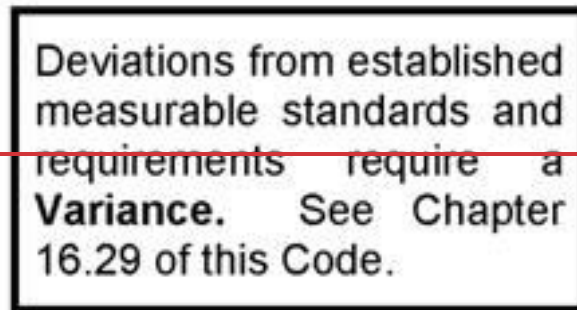 Deviations from established
measurable standards and
requirements require a
Variance. See Chapter
16.29 of this Code.